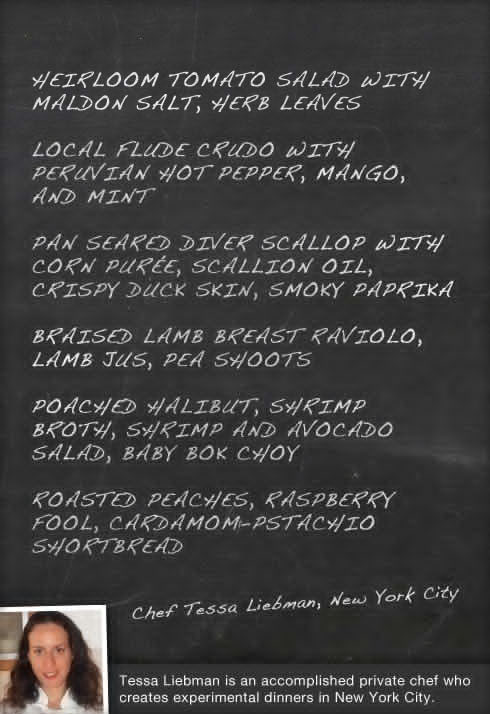 HEIRLOOM TOMATO SALAD WITH
MALDON SALT, HERB LEAVES
LOCAL FLUDE CRUDO WITH
PERUVIAN HOT PEPPER, MANGO,
AND MINT
PAN SEARED DIVER SCALLOP WITH
CORN PURÉE, SCALLION OIL,
CRISPY DUCK SKIN, SMOKY PAPRIKA
BRAISED LAMB BREAST RAVIOLO,
LAMB JUS, PEA SHOOTS
POACHED HALIBUT, SHRIMP
BROTH, SHRIMP AND AVOCADO
SALAD, BABY BOK CHOY
ROASTED PEACHES, RASPBERRY
FOOL, CARDAMOM-PSTACHIO
SHORTBREAD
Chef Tessa Liebman, New York City
Tessa Liebman is an accomplished private chef who
creates experimental dinners in New York City.